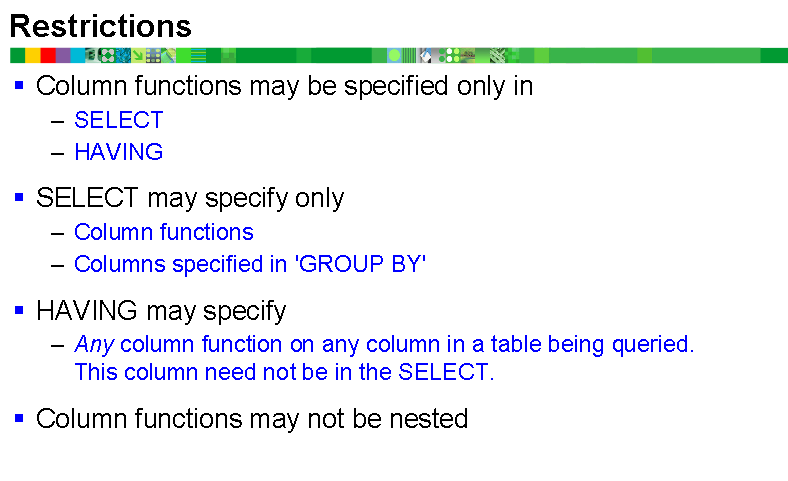 Restrictions
▪ Column functions may be specified only in
– SELECT
– HAVING
▪ SELECT may specify only
– Column functions
– Columns specified in 'GROUP BY'
▪ HAVING may specify
– Any column function on any column in a table being queried.
This column need not be in the SELECT.
▪ Column functions may not be nested